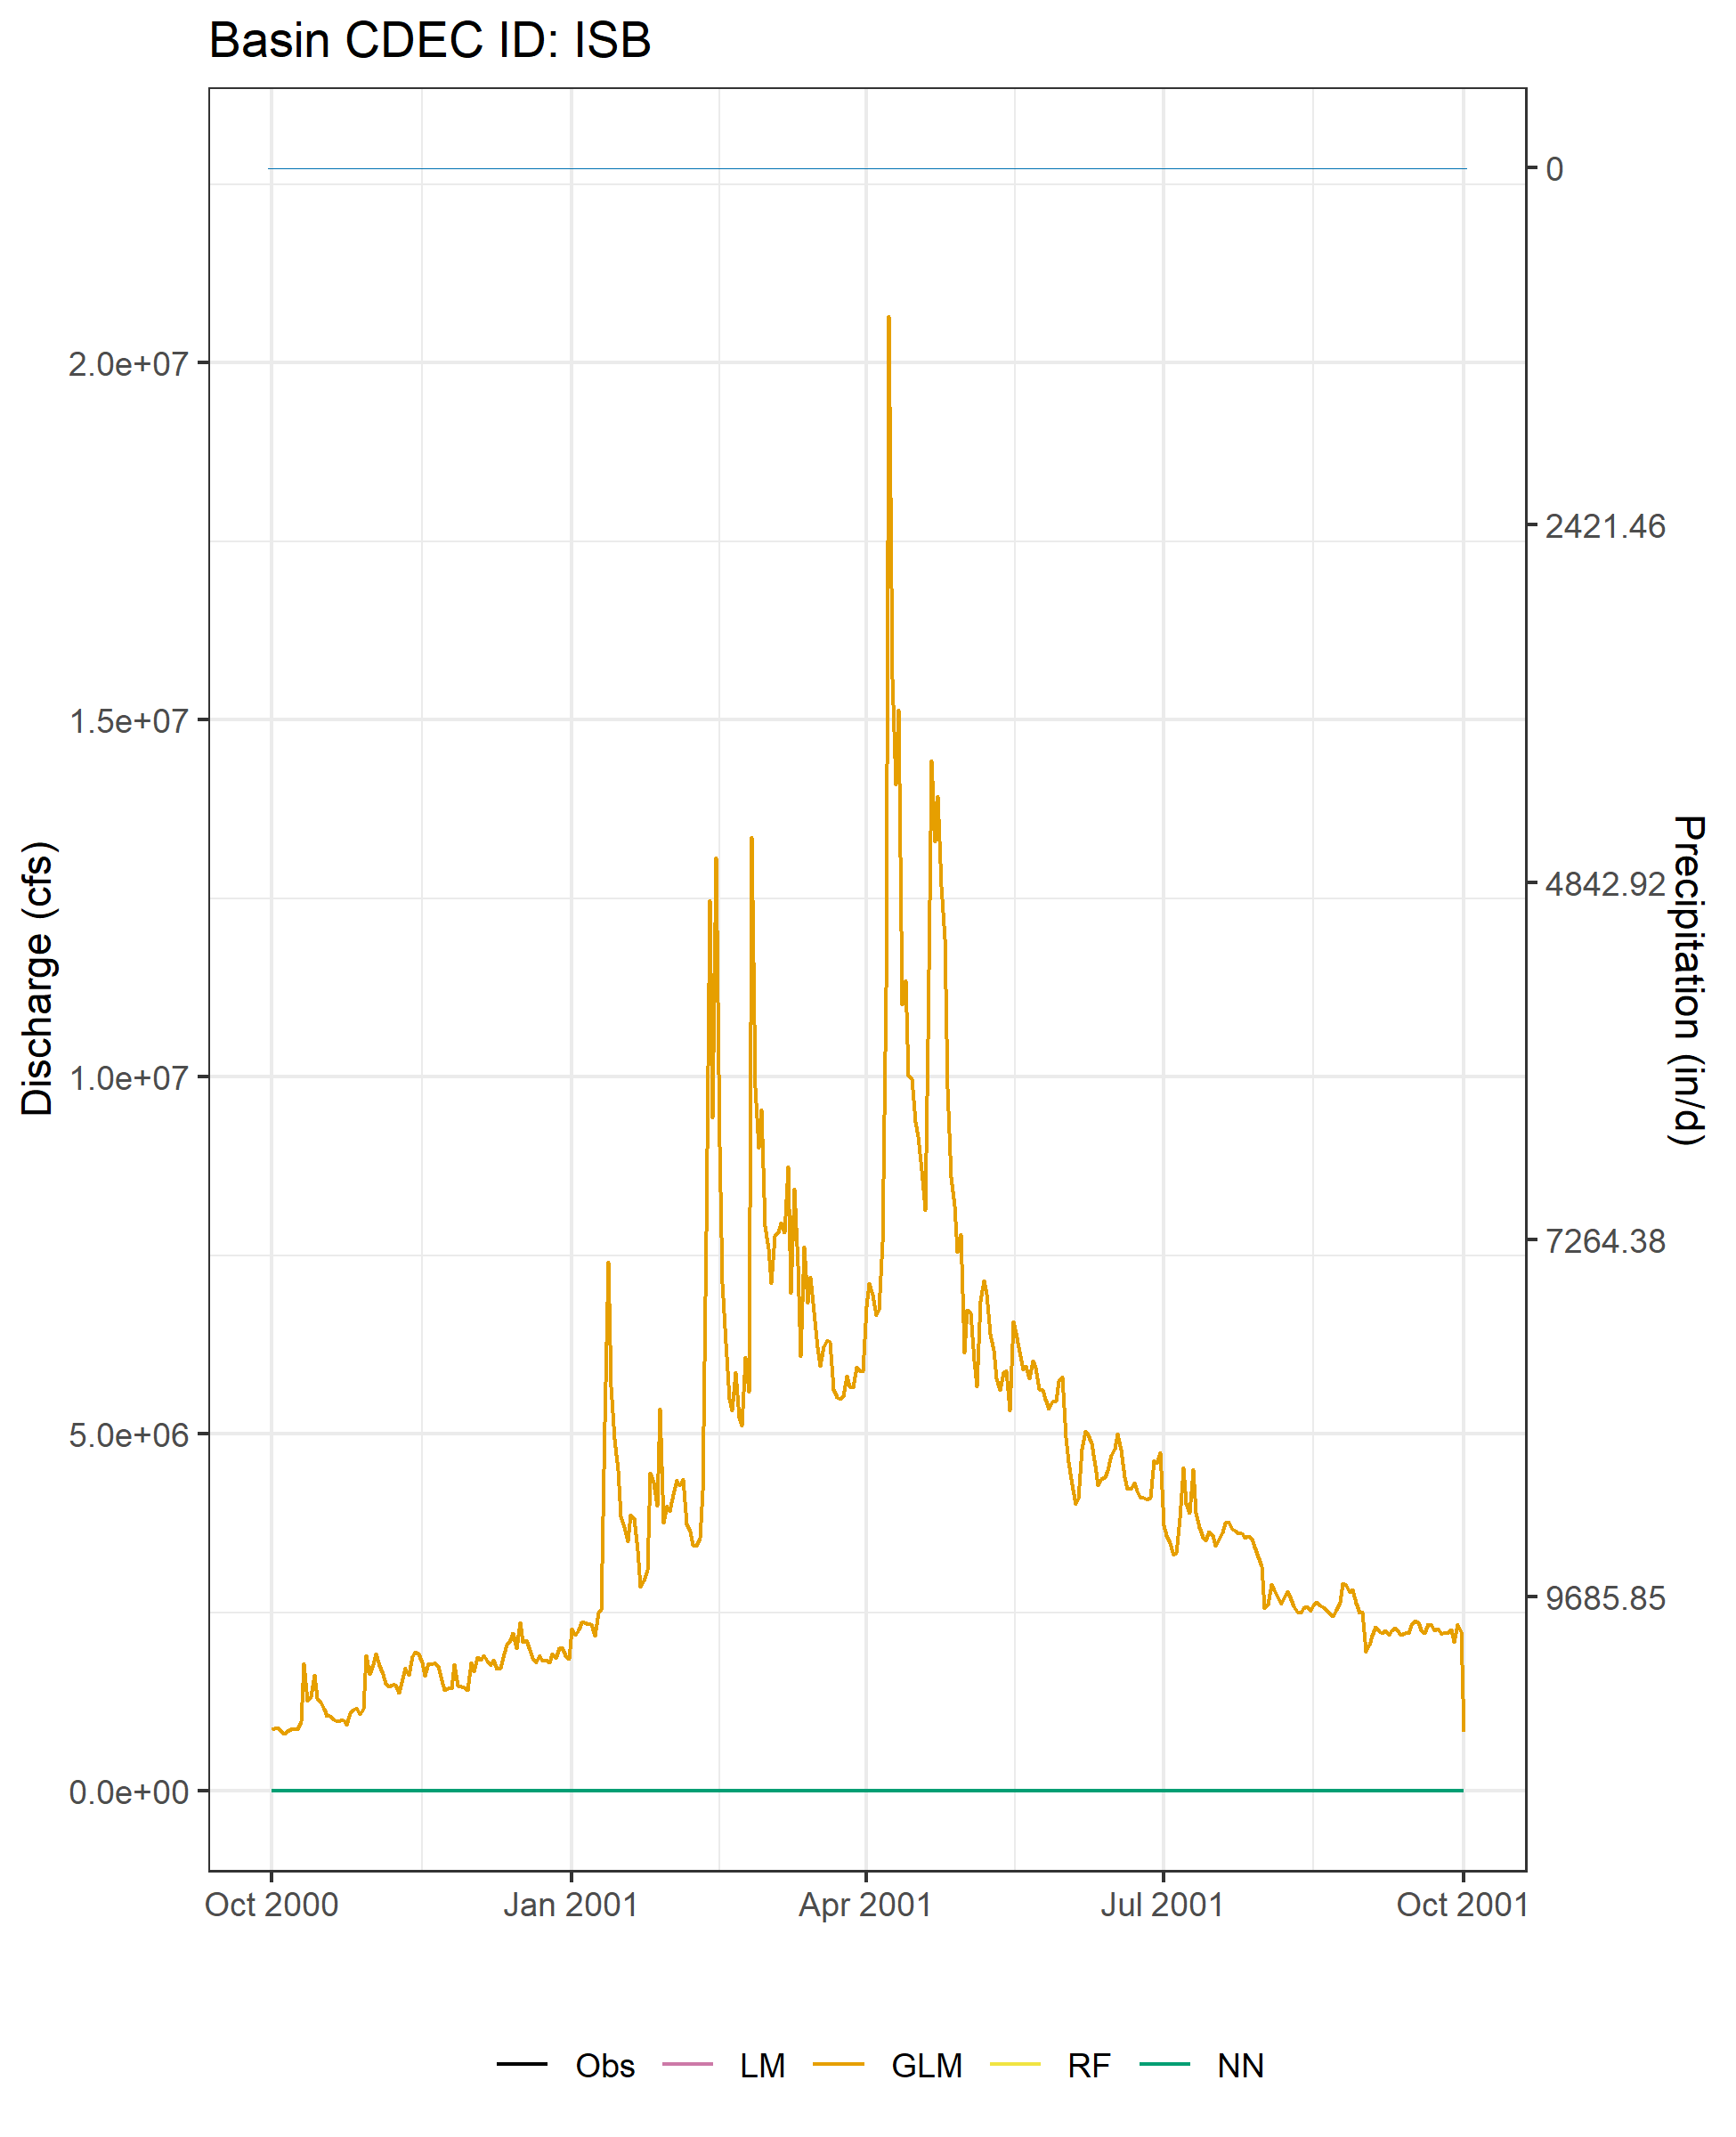 Basin CDEC ID: ISB
0
2.0e+07
2421.46
1.5e+07
4842.92
1.0e+07
7264.38
5.0e+06
9685.85
0.0e+00
Discharge (cfs)
Precipitation (in/d)
Oct 2000 Jan 2001 Apr 2001 Jul 2001 Oct 2001
Obs LM GLM RF NN